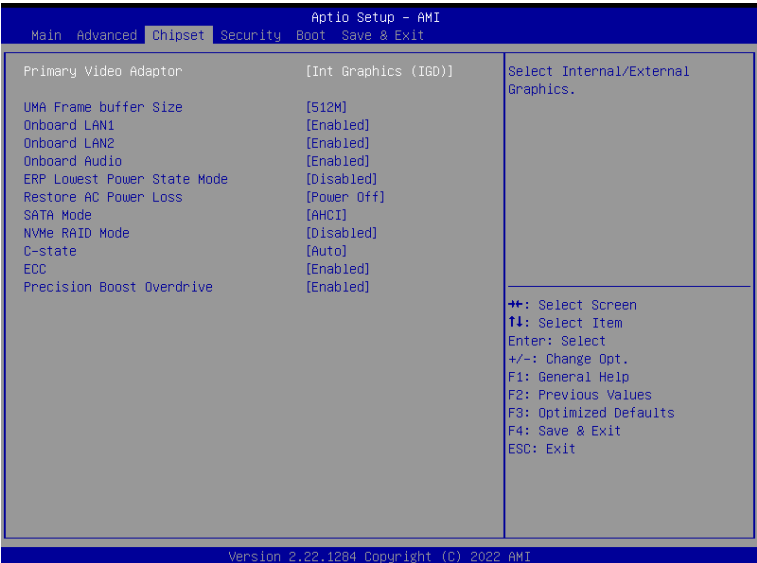 Aptio Setup – AMI
Main Advanced Chipset Security Boot Save & Exit
Primary Video Adaptor [Int Graphics (IGD)]
UMA Frame buffer Size [512M]
Onboard LAN1 [Enabled]
Onboard LAN2 [Enabled]
Onboard Audio [Enabled]
ERP Lowest Power State Mode [Disabled]
Restore AC Power Loss [Power Off]
SATA Mode [AHCI]
NVMe RAID Mode [Disabled]
C-state [Auto]
ECC [Enabled]
Precision Boost Overdrive [Enabled]
Select Internal/External
Graphics.
→←: Select Screen
↑↓: Select Item
Enter: Select
+/-: Change Opt.
F1: General Help
F2: Previous Values
F3: Optimized Defaults
F4: Save & Exit
ESC: Exit
Version 2.22.1284 Copyright (C) 2022 AMI